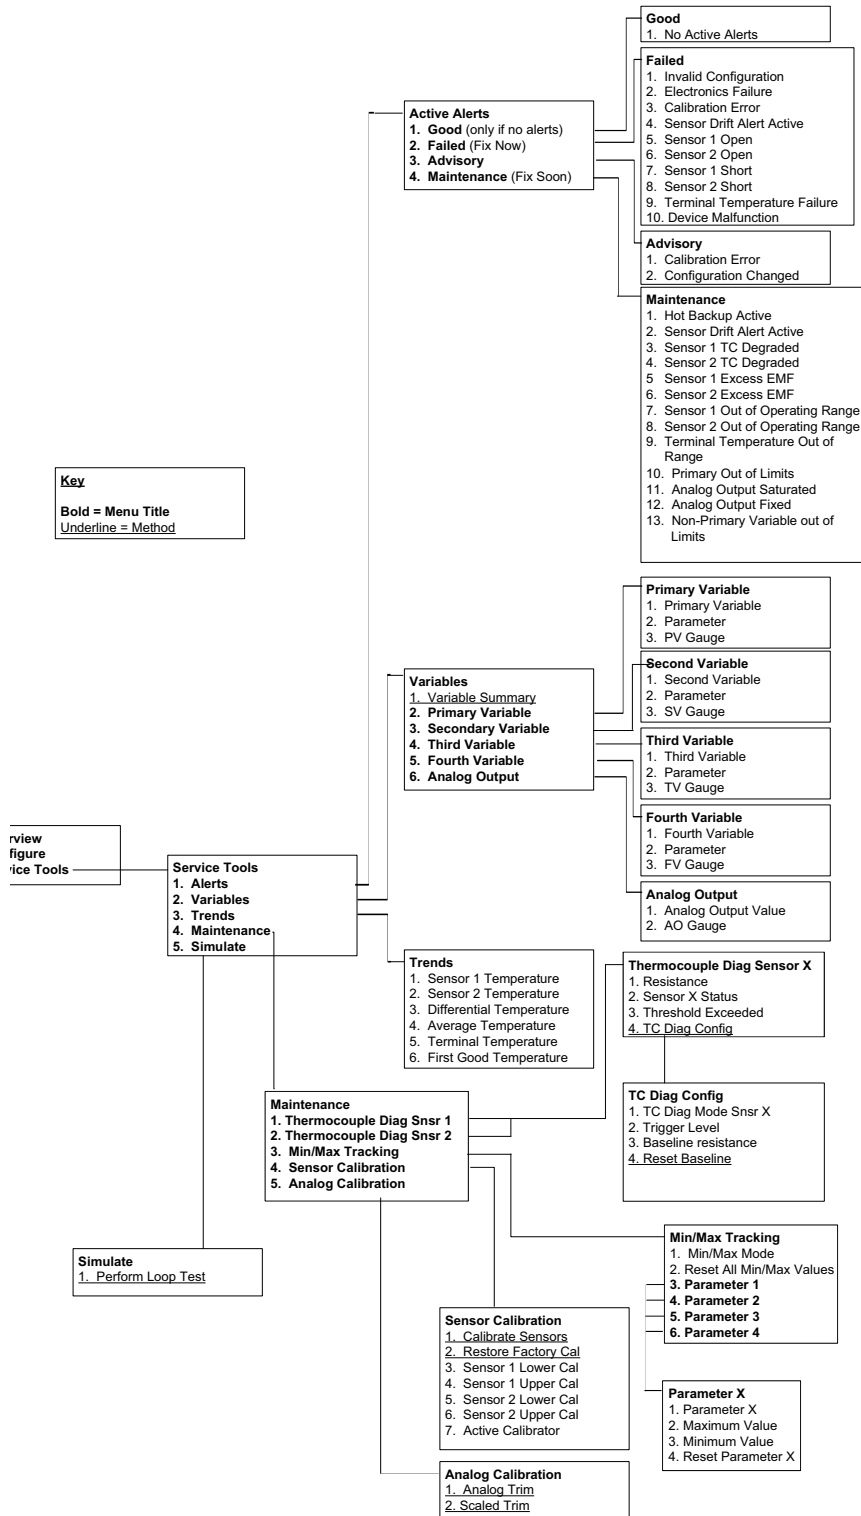 Good
1. No Active Alerts
Failed
1. Invalid Configuration
2. Electronics Failure
3. Calibration Error
4. Sensor Drift Alert Active
5. Sensor 1 Open
6. Sensor 2 Open
7. Sensor 1 Short
8. Sensor 2 Short
9. Terminal Temperature Failure
10. Device Malfunction
Active Alerts
1. Good (only if no alerts)
2. Failed (Fix Now)
3. Advisory
4. Maintenance (Fix Soon)
Advisory
1. Calibration Error
2. Configuration Changed
Maintenance
1. Hot Backup Active
2. Sensor Drift Alert Active
3. Sensor 1 TC Degraded
4. Sensor 2 TC Degraded
5 Sensor 1 Excess EMF
6. Sensor 2 Excess EMF
7. Sensor 1 Out of Operating Range
8. Sensor 2 Out of Operating Range
9. Terminal Temperature Out of
Range
10. Primary Out of Limits
11. Analog Output Saturated
12. Analog Output Fixed
13. Non-Primary Variable out of
Limits
Key
Bold = Menu Title
Underline = Method
Primary Variable
1. Primary Variable
2. Parameter
3. PV Gauge
Second Variable
1. Second Variable
2. Parameter
3. SV Gauge
Variables
1. Variable Summary
2. Primary Variable
3. Secondary Variable
4. Third Variable
5. Fourth Variable
6. Analog Output
Third Variable
1. Third Variable
2. Parameter
3. TV Gauge
Fourth Variable
1. Fourth Variable
2. Parameter
3. FV Gauge
Analog Output
1. Analog Output Value
2. AO Gauge
rview
figure
vice Tools
Service Tools
1. Alerts
2. Variables
3. Trends
4. Maintenance
5. Simulate
Trends
1. Sensor 1 Temperature
2. Sensor 2 Temperature
3. Differential Temperature
4. Average Temperature
5. Terminal Temperature
6. First Good Temperature
Thermocouple Diag Sensor X
1. Resistance
2. Sensor X Status
3. Threshold Exceeded
4. TC Diag Config
TC Diag Config
1. TC Diag Mode Snsr X
2. Trigger Level
3. Baseline resistance
4. Reset Baseline
Maintenance
1. Thermocouple Diag Snsr 1
2. Thermocouple Diag Snsr 2
3. Min/Max Tracking
4. Sensor Calibration
5. Analog Calibration
Min/Max Tracking
1. Min/Max Mode
2. Reset All Min/Max Values
3. Parameter 1
4. Parameter 2
5. Parameter 3
6. Parameter 4
Simulate
1. Perform Loop Test
Sensor Calibration
1. Calibrate Sensors
2. Restore Factory Cal
3. Sensor 1 Lower Cal
4. Sensor 1 Upper Cal
5. Sensor 2 Lower Cal
6. Sensor 2 Upper Cal
7. Active Calibrator
Parameter X
1. Parameter X
2. Maximum Value
3. Minimum Value
4. Reset Parameter X
Analog Calibration
1. Analog Trim
2. Scaled Trim